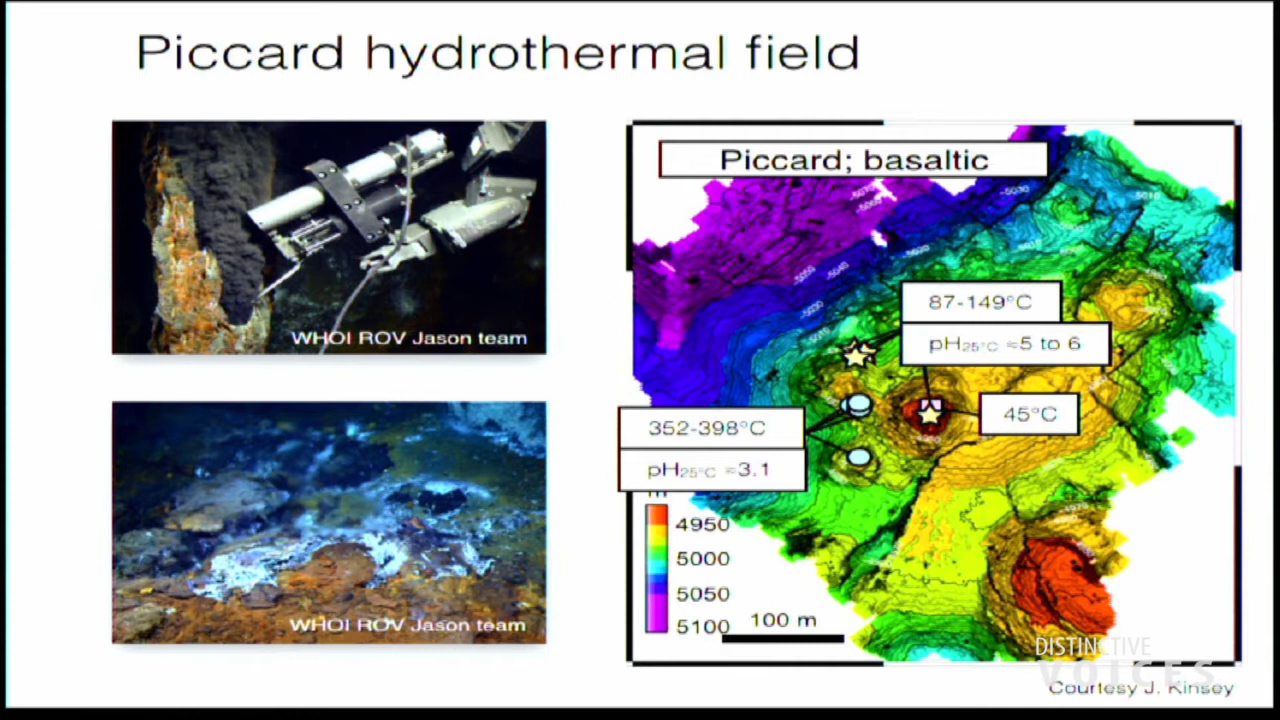 Piccard hydrothermal field
WHOI ROV Jason team
WHOI ROV Jason team
Piccard; basaltic
87-149°C
pH25°C ≈5 to 6
45°C
352-398°C
pH25°C ≈3.1
m
4950
5000
5050
5100
100 m
DISTINCTIVE
VOICES
Courtesy J. Kinsey